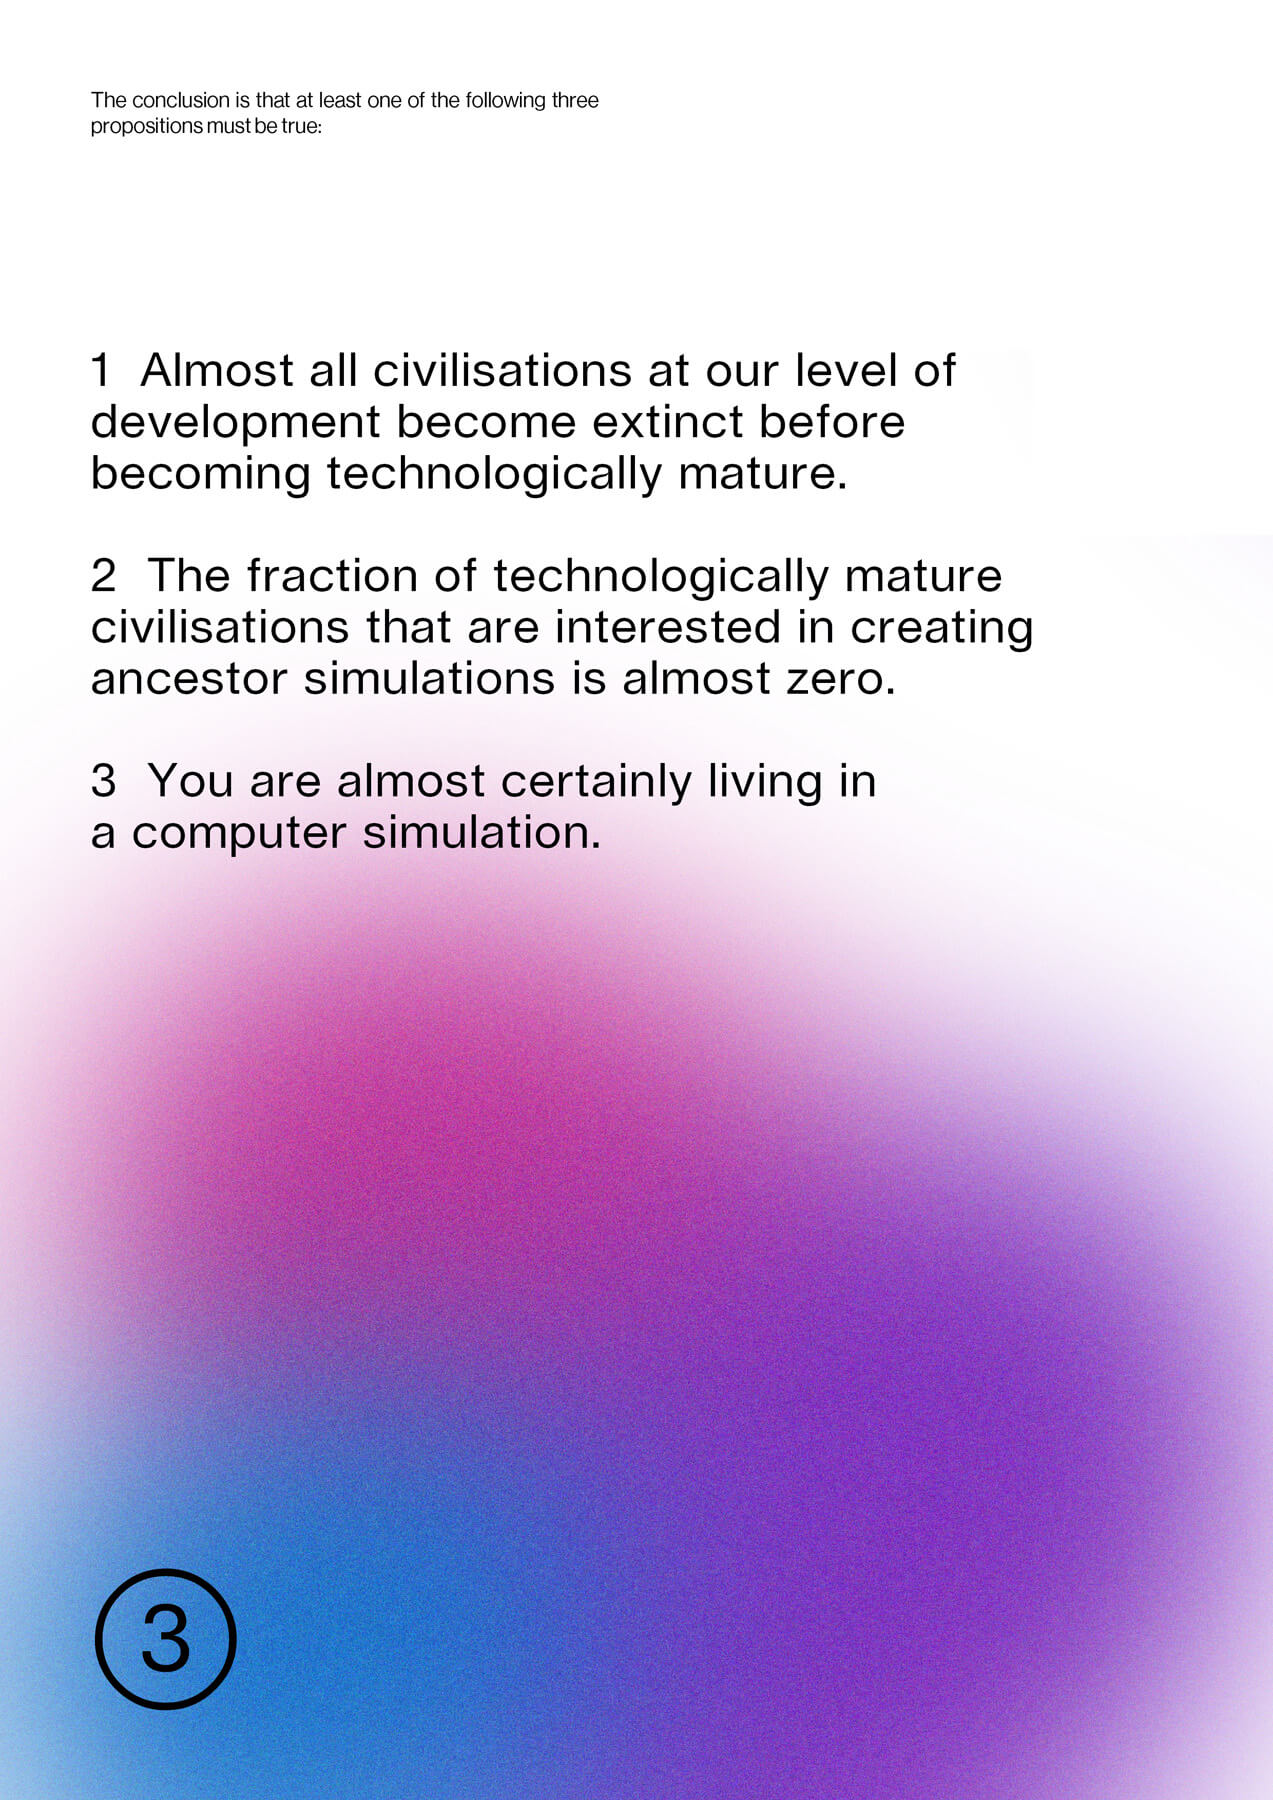 The conclusion is that at least one of the following three
propositions must be true:
1 Almost all civilisations at our level of
development become extinct before
becoming technologically mature.
2 The fraction of technologically mature
civilisations that are interested in creating
ancestor simulations is almost zero.
3 You are almost certainly living in
a computer simulation.
3